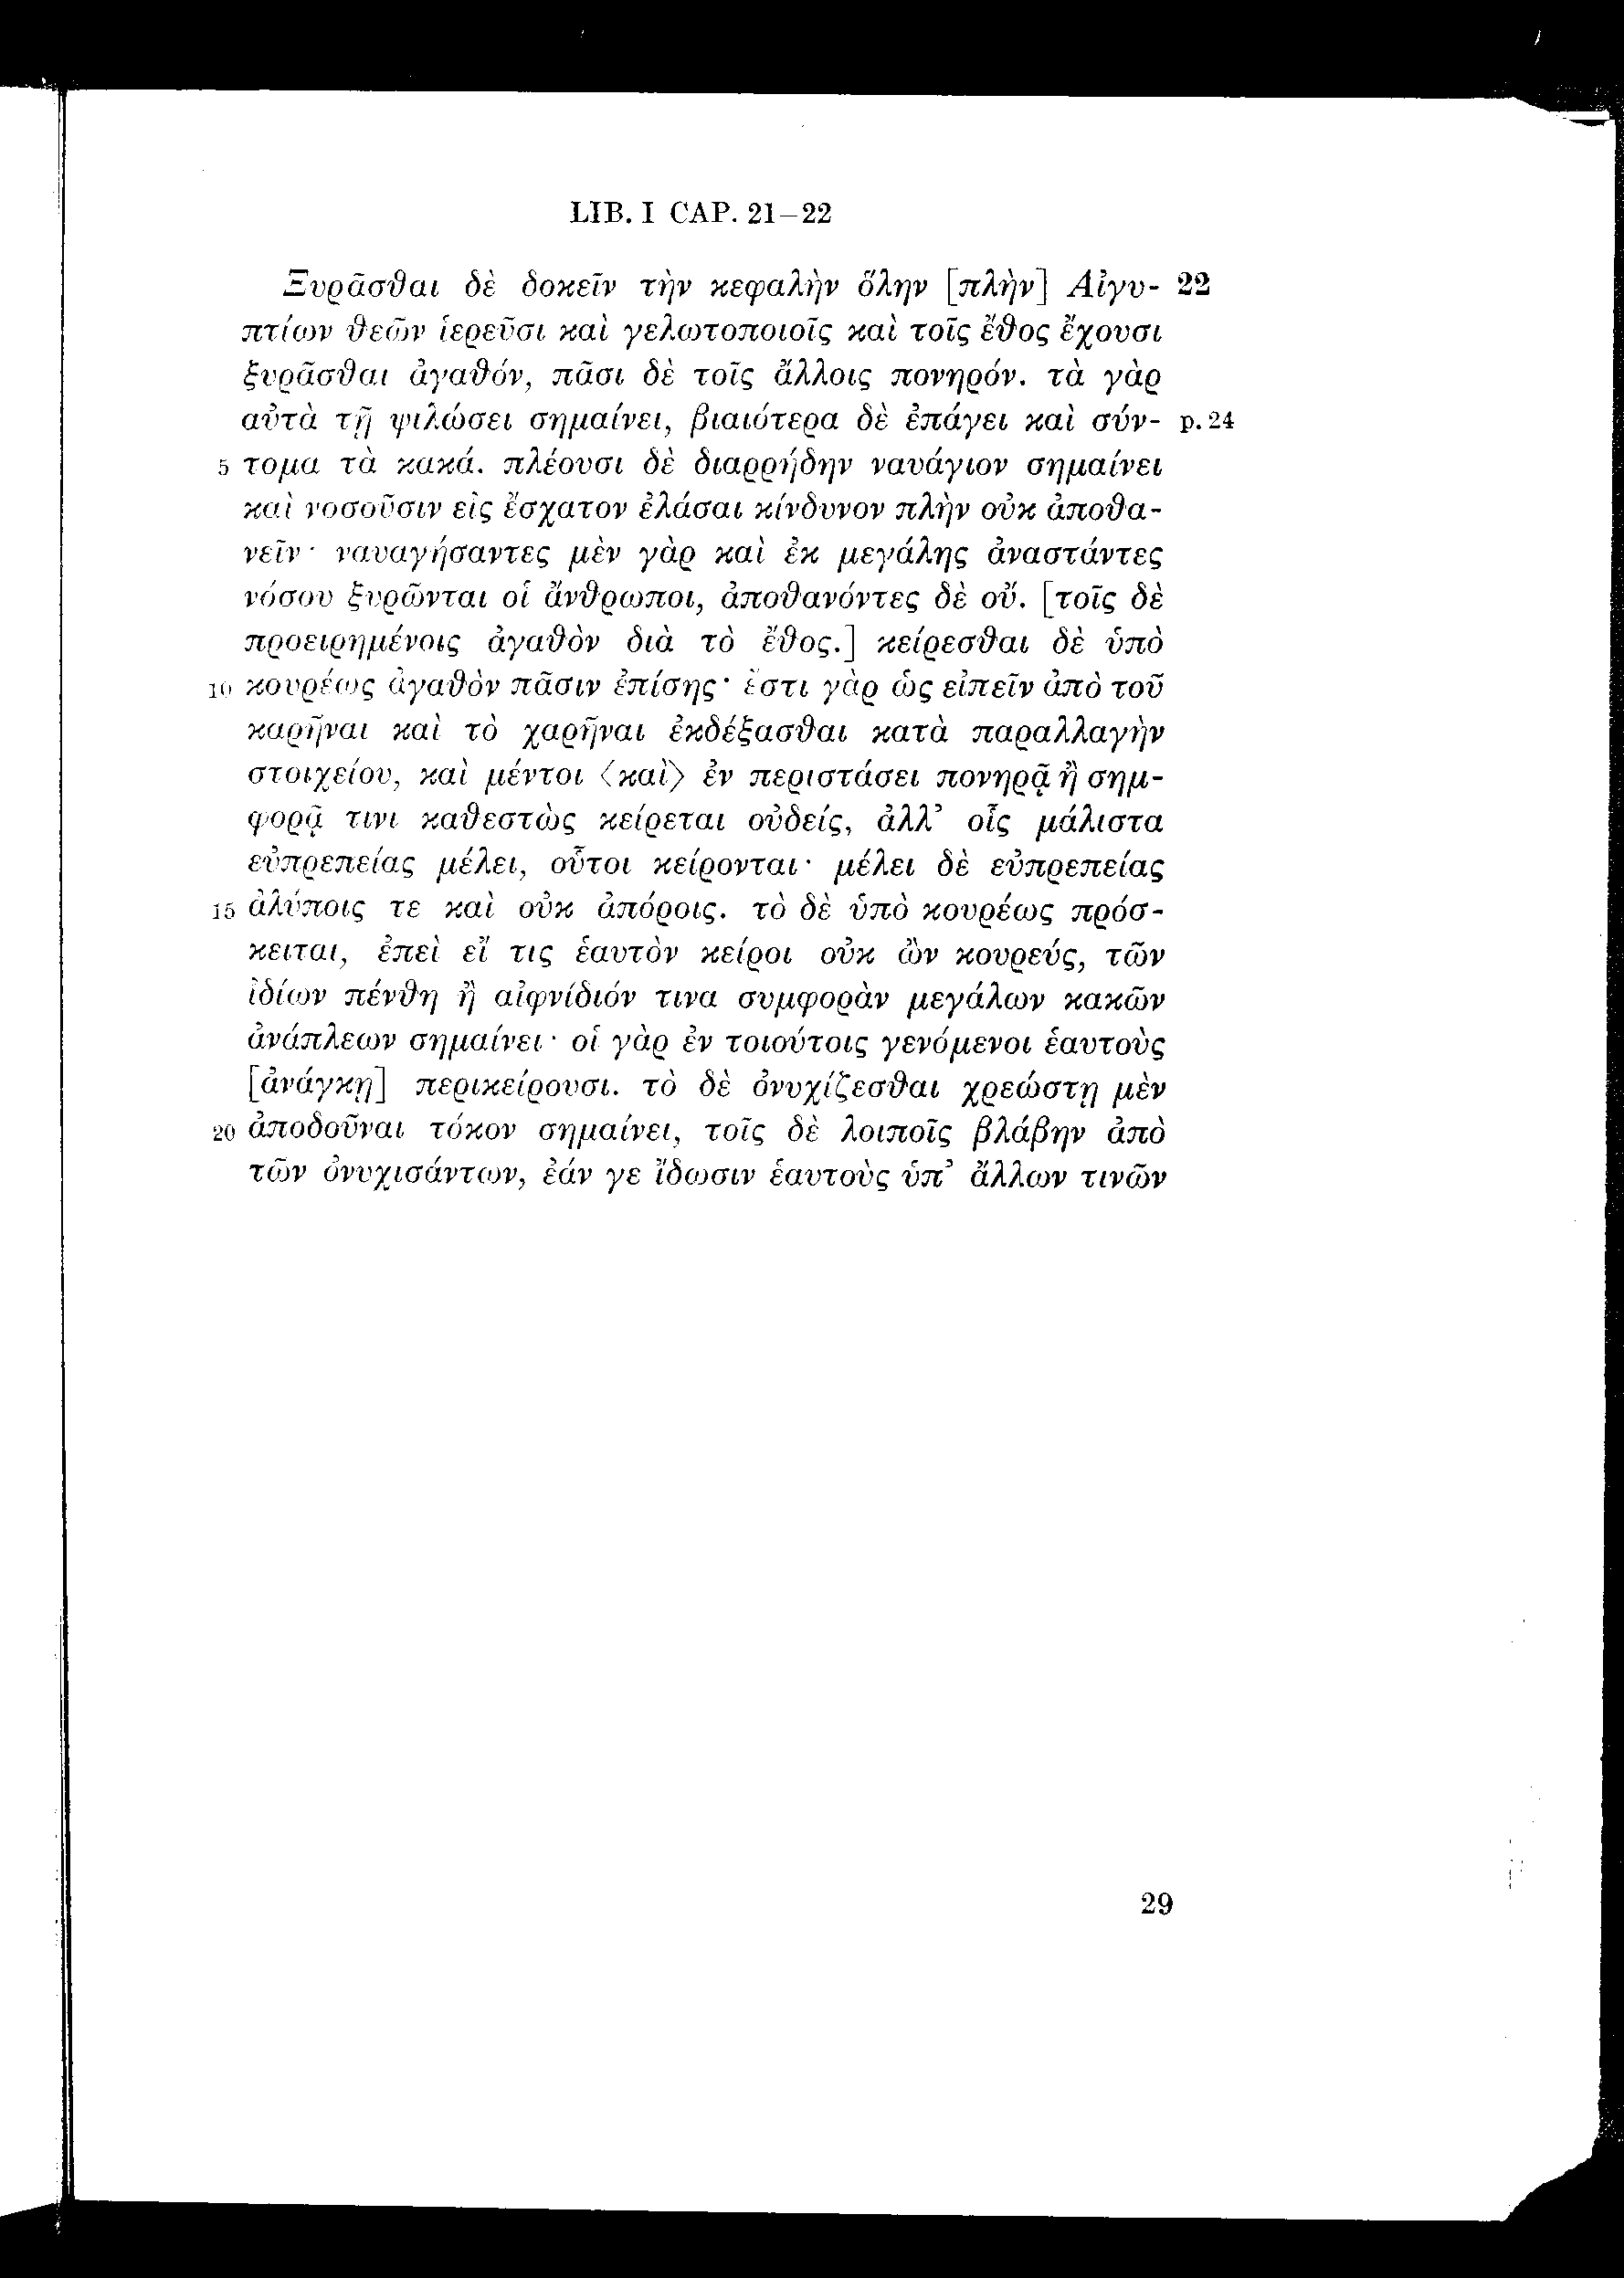 LIB. I CAP. 21–22
Ξυρᾶσθαι δὲ δοκεῖν τὴν κεφαλὴν ὅλην [πλὴν] Αἰγυ- 22
πτίων θεῶν ἱερεῦσι καὶ γελωτοποιοῖς καὶ τοῖς ἔθος ἔχουσι
ξυρᾶσθαι ἀγαθόν, πᾶσι δὲ τοῖς ἄλλοις πονηρόν. τὰ γὰρ
αὐτὰ τῇ ψιλώσει σημαίνει, βιαιότερα δὲ ἐπάγει καὶ σύν- p. 24
5 τομα τὰ κακά. πλέουσι δὲ διαρρήδην ναυάγιον σημαίνει
καὶ νοσοῦσιν εἰς ἔσχατον ἐλάσαι κίνδυνον πλὴν οὐκ ἀποθα-
νεῖν· ναυαγήσαντες μὲν γὰρ καὶ ἐκ μεγάλης ἀναστάντες
νόσου ξυρῶνται οἱ ἄνθρωποι, ἀποθανόντες δὲ οὔ. [τοῖς δὲ
προειρημένοις ἀγαθὸν διὰ τὸ ἔθος.] κείρεσθαι δὲ ὑπὸ
10 κουρέως ἀγαθὸν πᾶσιν ἐπίσης· ἔστι γὰρ ὡς εἰπεῖν ἀπὸ τοῦ
καρῆναι καὶ τὸ χαρῆναι ἐκδέξασθαι κατὰ παραλλαγὴν
στοιχείου, καὶ μέντοι ⟨καὶ⟩ ἐν περιστάσει πονηρᾷ ἢ σημ-
φορᾷ τινι καθεστὼς κείρεται οὐδείς, ἀλλ’ οἷς μάλιστα
εὐπρεπείας μέλει, οὗτοι κείρονται· μέλει δὲ εὐπρεπείας
15 ἀλύποις τε καὶ οὐκ ἀπόροις. τὸ δὲ ὑπὸ κουρέως πρόσ-
κειται, ἐπεὶ εἴ τις ἑαυτὸν κείροι οὐκ ὢν κουρεύς, τῶν
ἰδίων πένθη ἢ αἰφνίδιόν τινα συμφορὰν μεγάλων κακῶν
ἀνάπλεων σημαίνει· οἱ γὰρ ἐν τοιούτοις γενόμενοι ἑαυτοὺς
[ἀνάγκῃ] περικείρουσι. τὸ δὲ ὀνυχίζεσθαι χρεώστῃ μὲν
20 ἀποδοῦναι τόκον σημαίνει, τοῖς δὲ λοιποῖς βλάβην ἀπὸ
τῶν ὀνυχισάντων, ἐάν γε ἴδωσιν ἑαυτοὺς ὑπ’ ἄλλων τινῶν
29